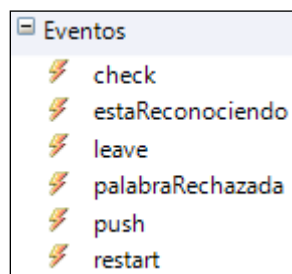 Eventos
check
estaReconociendo
leave
palabraRechazada
push
restart